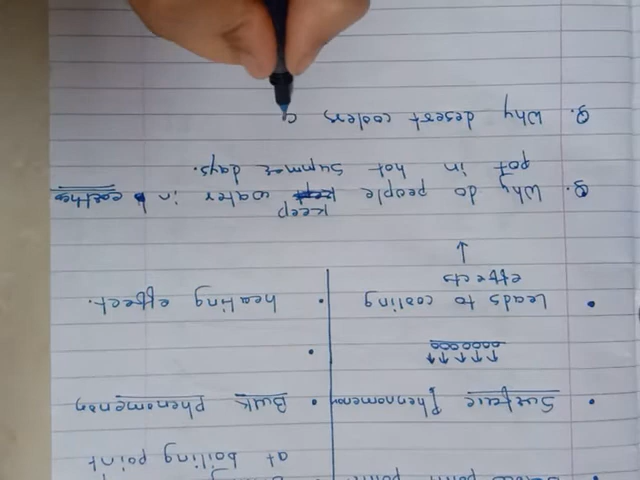 at boiling point
• Surface Phenomenon • Bulk Phenomenon
• Leads to cooling effects • heating effect.
Q. Why do people keep water in earthen
pot in hot summer days.
Q. Why desert coolers c